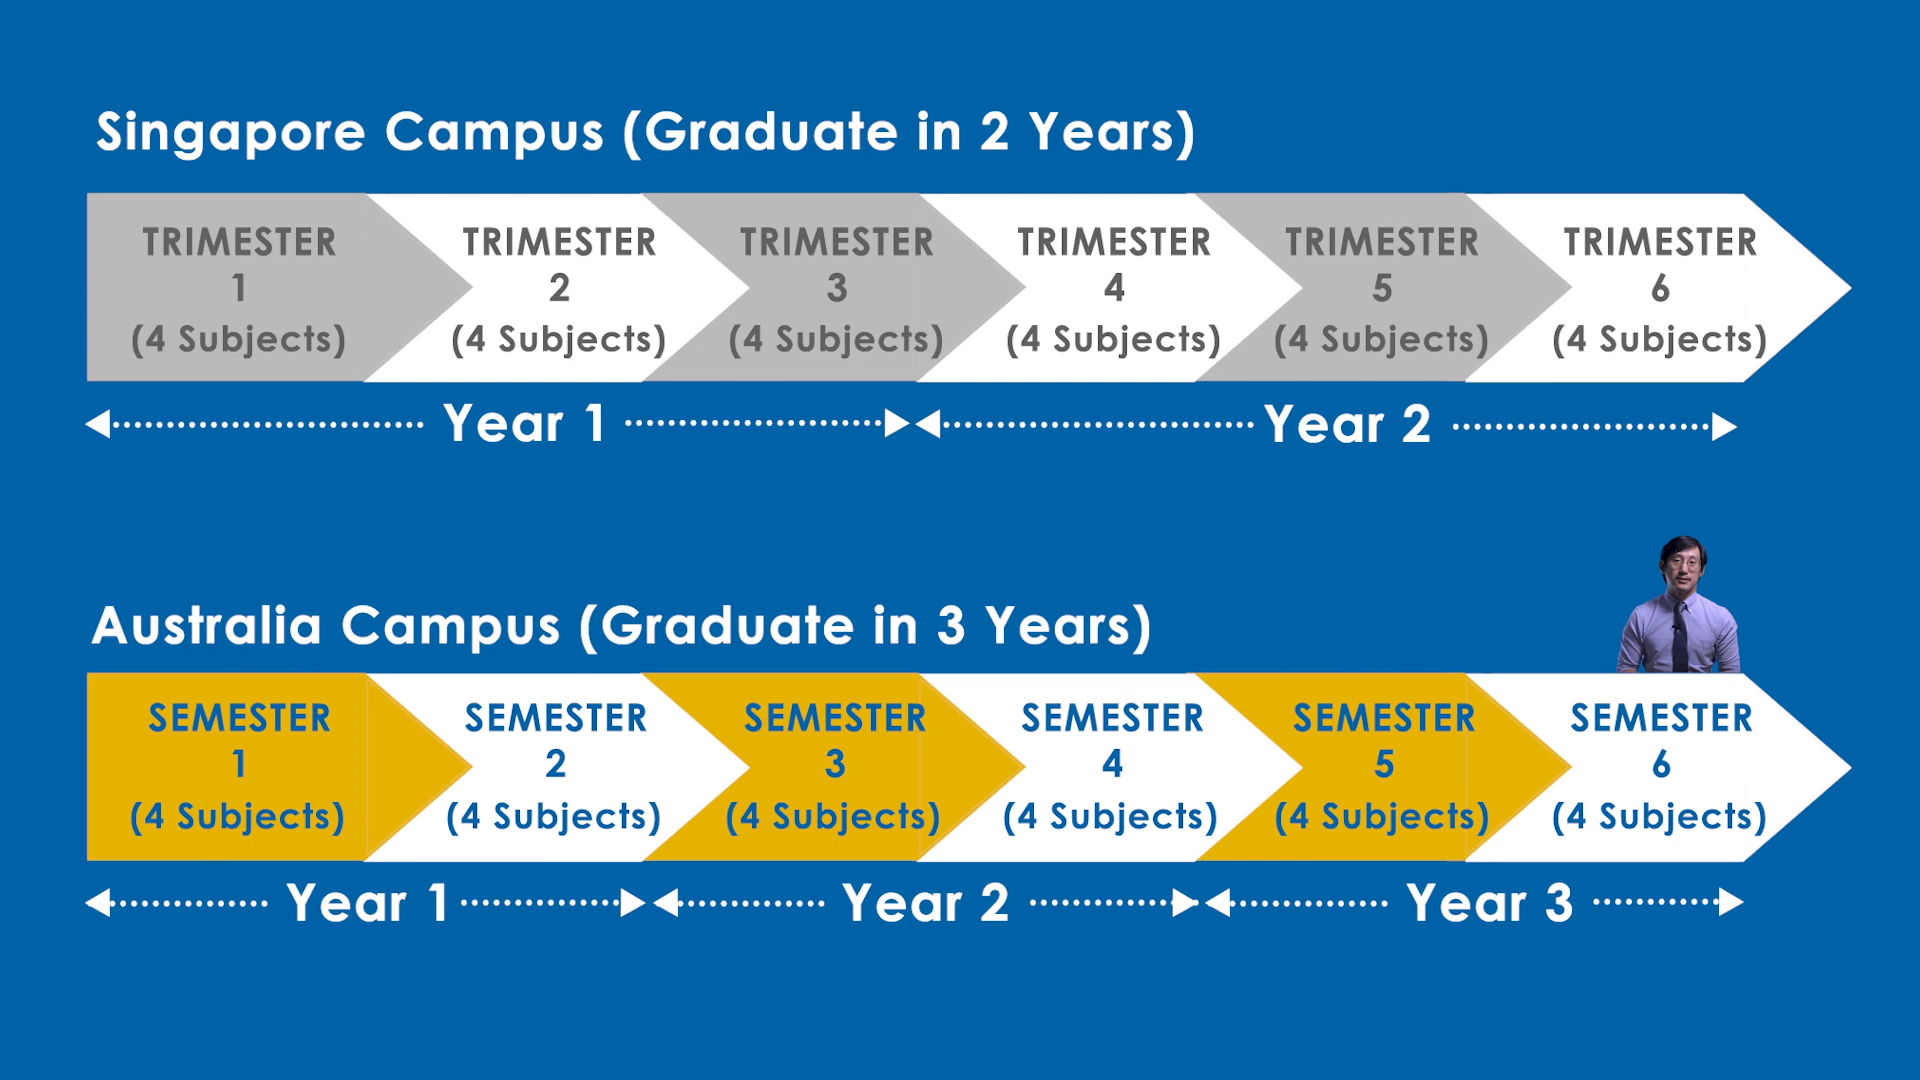 Singapore Campus (Graduate in 2 Years)
TRIMESTER
1
(4 Subjects)
TRIMESTER
2
(4 Subjects)
TRIMESTER
3
(4 Subjects)
TRIMESTER
4
(4 Subjects)
TRIMESTER
5
(4 Subjects)
TRIMESTER
6
(4 Subjects)
Year 1
Year 2
Australia Campus (Graduate in 3 Years)
SEMESTER
1
(4 Subjects)
SEMESTER
2
(4 Subjects)
SEMESTER
3
(4 Subjects)
SEMESTER
4
(4 Subjects)
SEMESTER
5
(4 Subjects)
SEMESTER
6
(4 Subjects)
Year 1
Year 2
Year 3